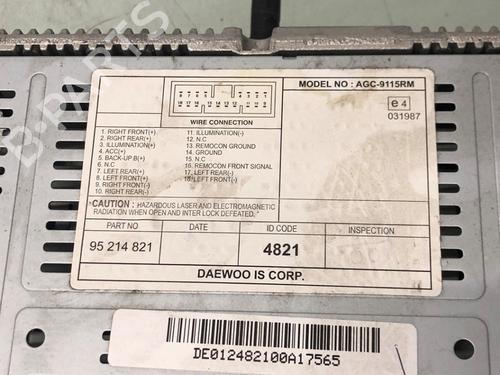 MODEL NO : AGC-9115RM
e4
031987
WIRE CONNECTION
1. RIGHT FRONT(+)
2. RIGHT REAR(+)
3. ILLUMINATION(+)
4. ACC(+)
5. BACK-UP B(+)
6. N.C
7. LEFT REAR(+)
8. LEFT FRONT(+)
9. RIGHT FRONT(-)
10. RIGHT REAR(-)
11. ILLUMINATION(-)
12. N.C
13. REMOCON GROUND
14. GROUND
15. N.C
16. REMOCON FRONT SIGNAL
17. LEFT REAR(-)
18. LEFT FRONT(-)
CAUTION : HAZARDOUS LASER AND ELECTROMAGNETIC
RADIATION WHEN OPEN AND INTER LOCK DEFEATED.
PART NO DATE ID CODE INSPECTION
95 214 821 4821
DAEWOO IS CORP.
DE012482100A17565